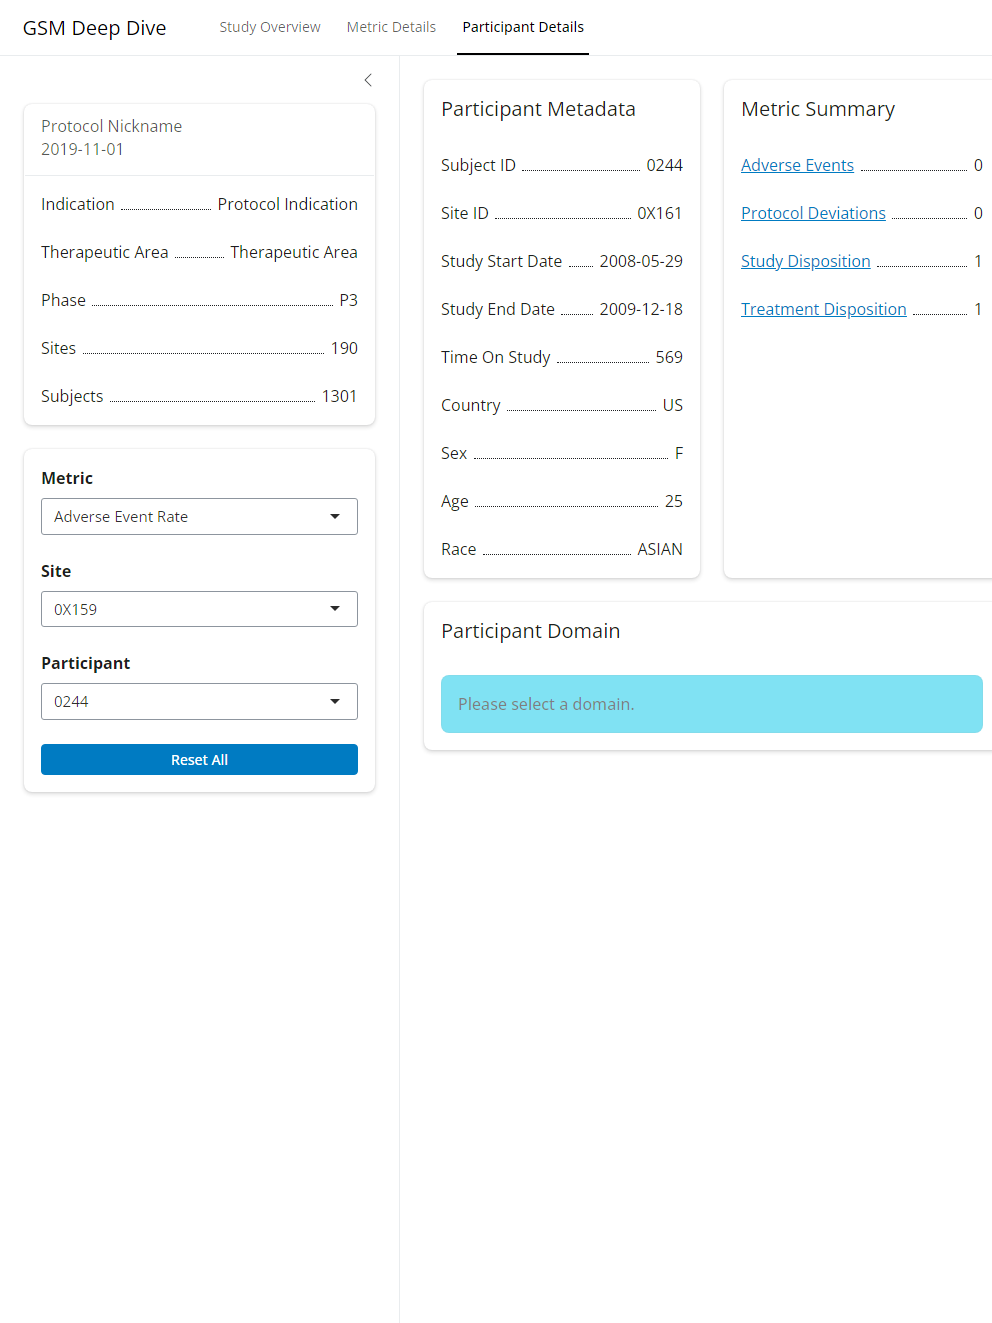 GSM Deep Dive
Study Overview
Metric Details
Participant Details
Protocol Nickname
2019-11-01
Indication Protocol Indication
Therapeutic Area Therapeutic Area
Phase P3
Sites 190
Subjects 1301
Metric
Adverse Event Rate
Site
0X159
Participant
0244
Reset All
Participant Metadata
Subject ID 0244
Site ID 0X161
Study Start Date 2008-05-29
Study End Date 2009-12-18
Time On Study 569
Country US
Sex F
Age 25
Race ASIAN
Metric Summary
Adverse Events 0
Protocol Deviations 0
Study Disposition 1
Treatment Disposition 1
Participant Domain
Please select a domain.